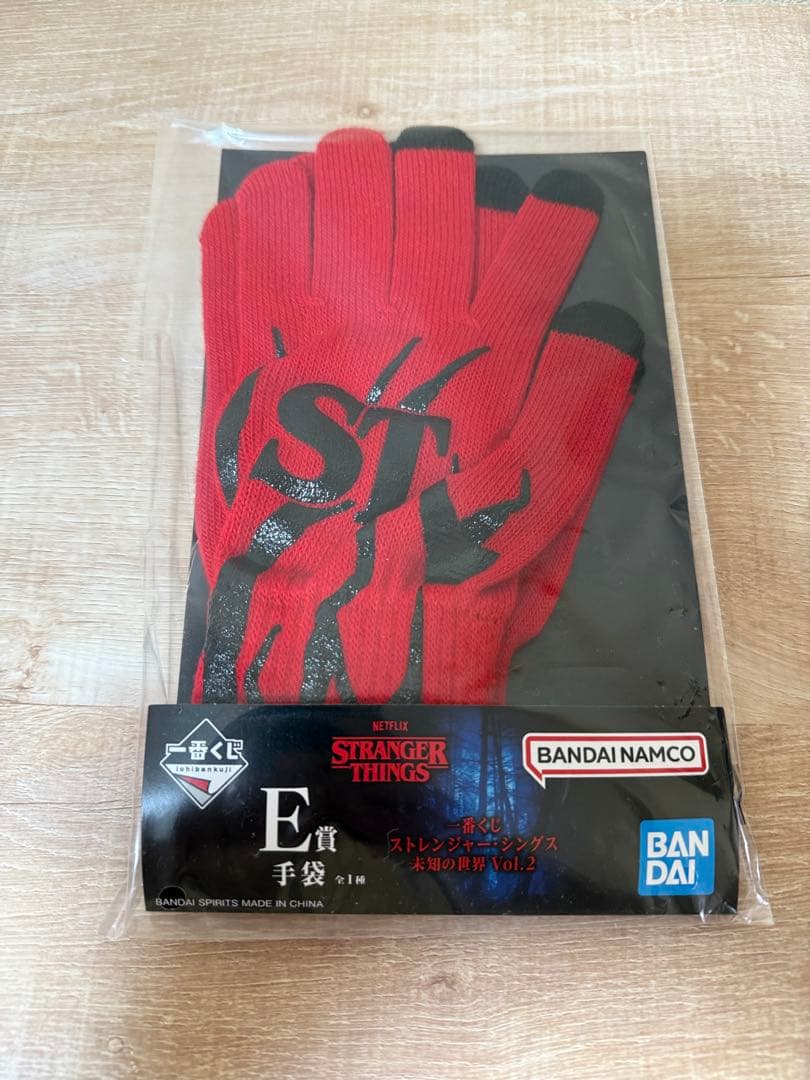 ST
一番くじ
ichibankuji
NETFLIX
STRANGER
THINGS
BANDAI NAMCO
E賞
手袋 全1種
一番くじ
ストレンジャー・シングス
未知の世界 Vol.2
BAN
DAI
BANDAI SPIRITS MADE IN CHINA